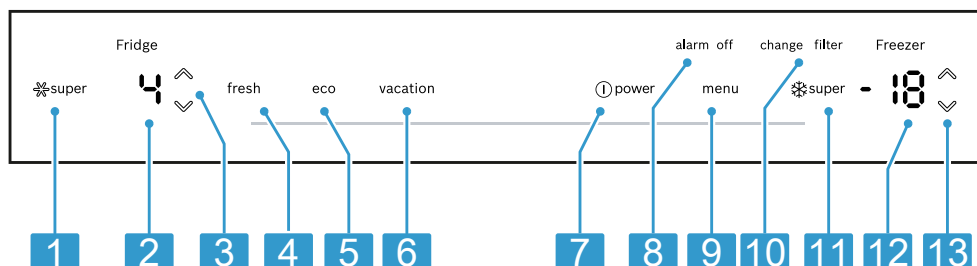 Fridge
alarm off change filter Freezer
super 4 fresh eco vacation power menu super -18
1 2 3 4 5 6 7 8 9 10 11 12 13